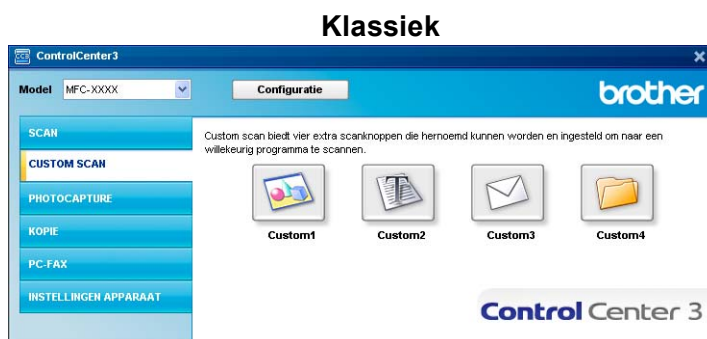 Klassiek
ControlCenter3
Model MFC-XXXX Configuratie
brother
SCAN
CUSTOM SCAN
PHOTOCAPTURE
KOPIE
PC-FAX
INSTELLINGEN APPARAAT
Custom scan biedt vier extra scanknoppen die hernoemd kunnen worden en ingesteld om naar een
willekeurig programma te scannen.
Custom1 Custom2 Custom3 Custom4
Control Center 3